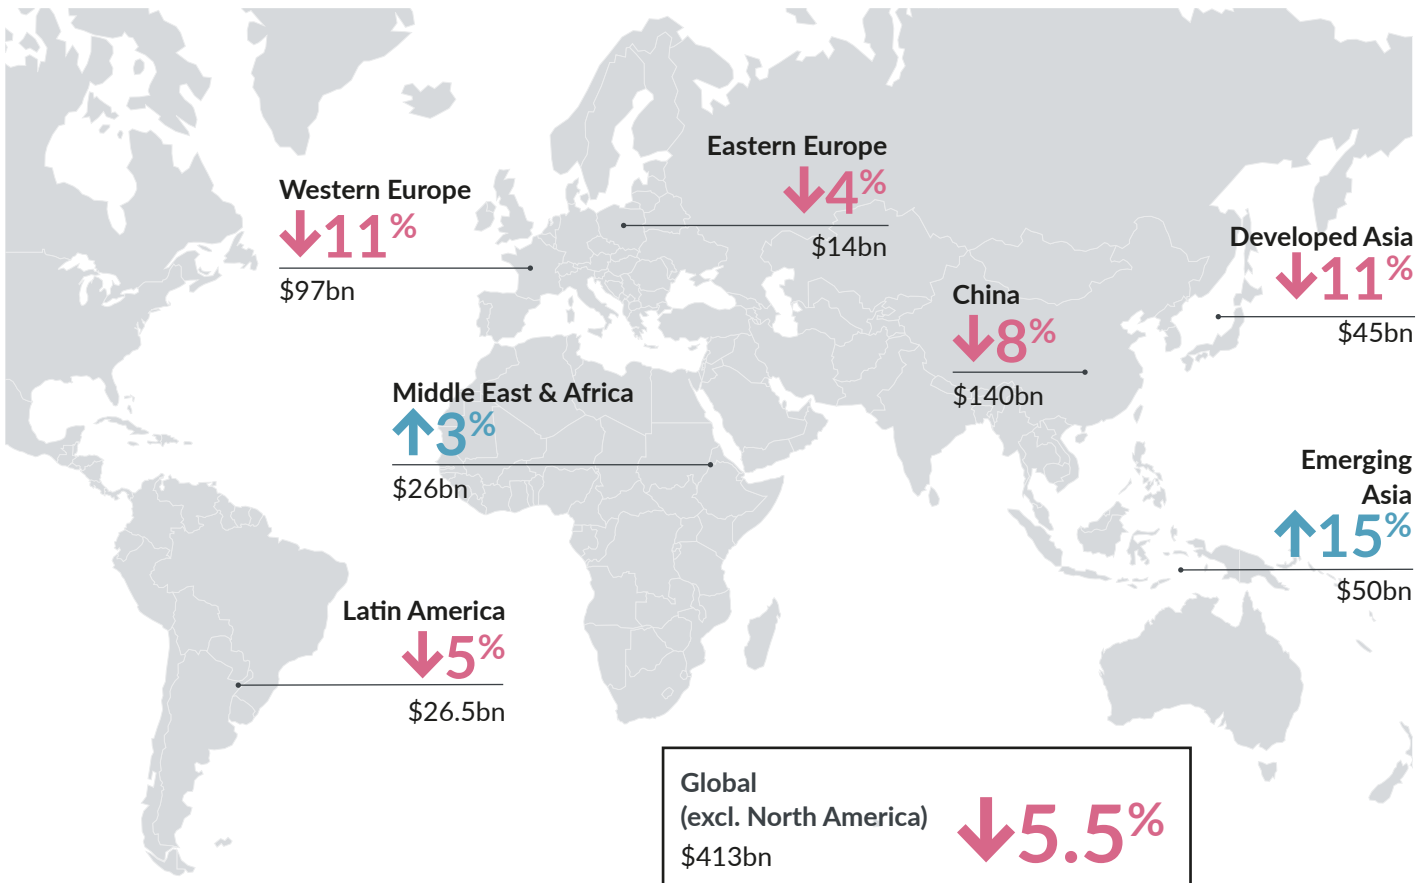 Eastern Europe
↓4%
$14bn
Western Europe
↓11%
$97bn
Developed Asia
↓11%
$45bn
China
↓8%
$140bn
Middle East & Africa
↑3%
$26bn
Emerging
Asia
↑15%
$50bn
Latin America
↓5%
$26.5bn
Global
(excl. North America)
$413bn
↓5.5%